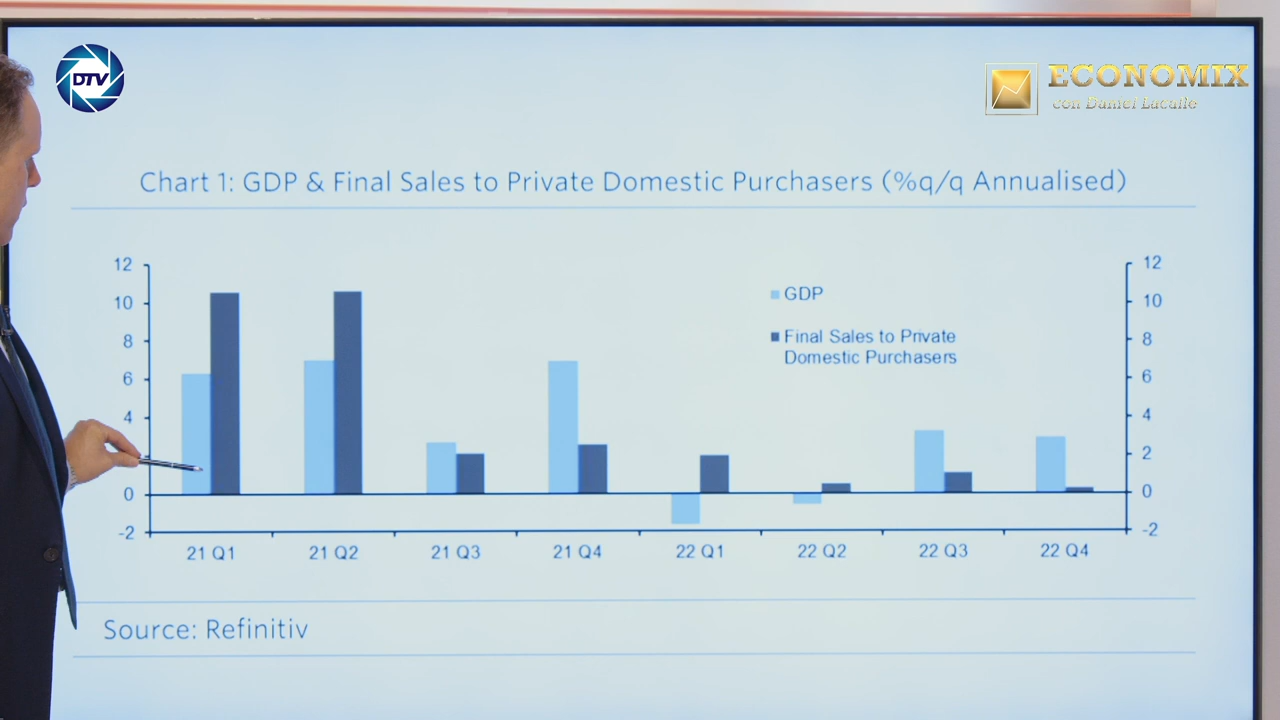 DTV
ECONOMIX
con Daniel Lacalle
Chart 1: GDP & Final Sales to Private Domestic Purchasers (%q/q Annualised)
12 12
10 10
8 8
6 6
4 4
2
0 0
-2 -2
GDP
Final Sales to Private
Domestic Purchasers
21 Q1 21 Q2 21 Q3 21 Q4 22 Q1 22 Q2 22 Q3 22 Q4
Source: Refinitiv